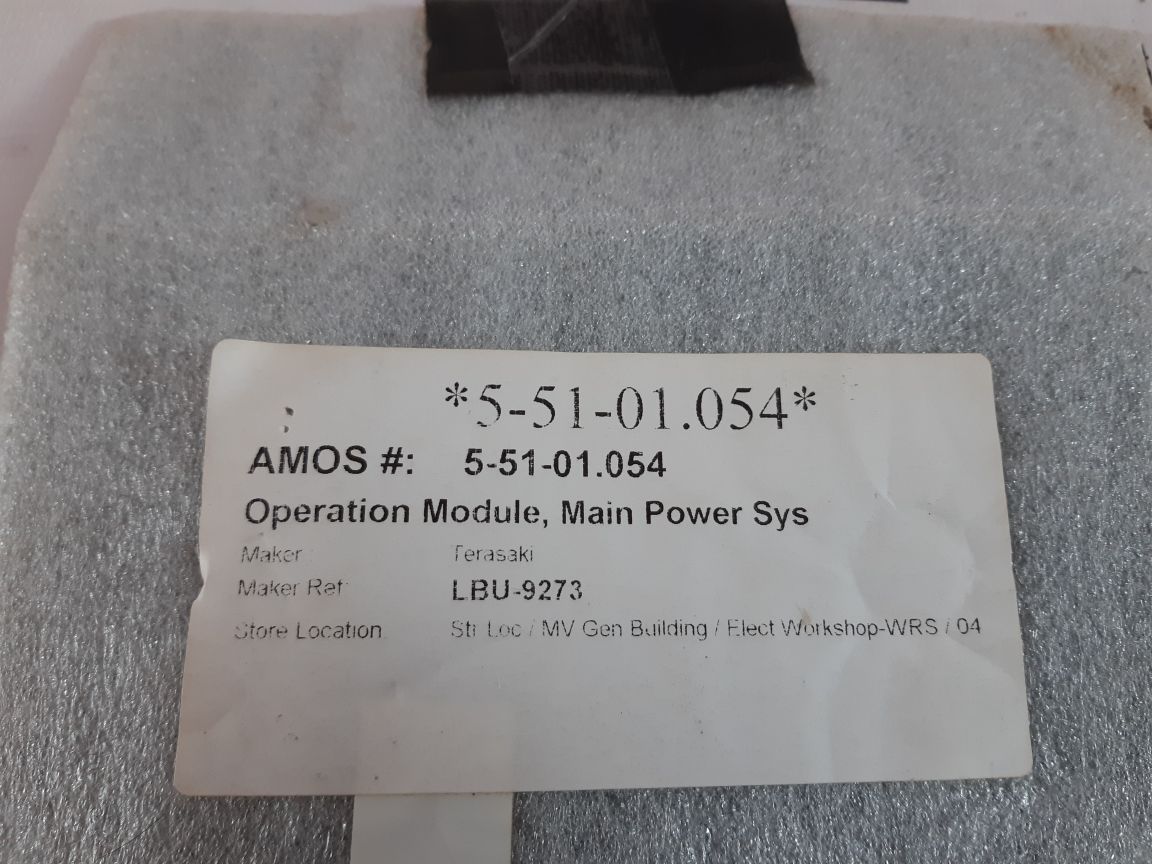 *5-51-01.054*
AMOS #: 5-51-01.054
Operation Module, Main Power Sys
Maker : Terasaki
Maker Ref: LBU-9273
Store Location Str Loc / MV Gen Building / Elect Workshop-WRS / 04